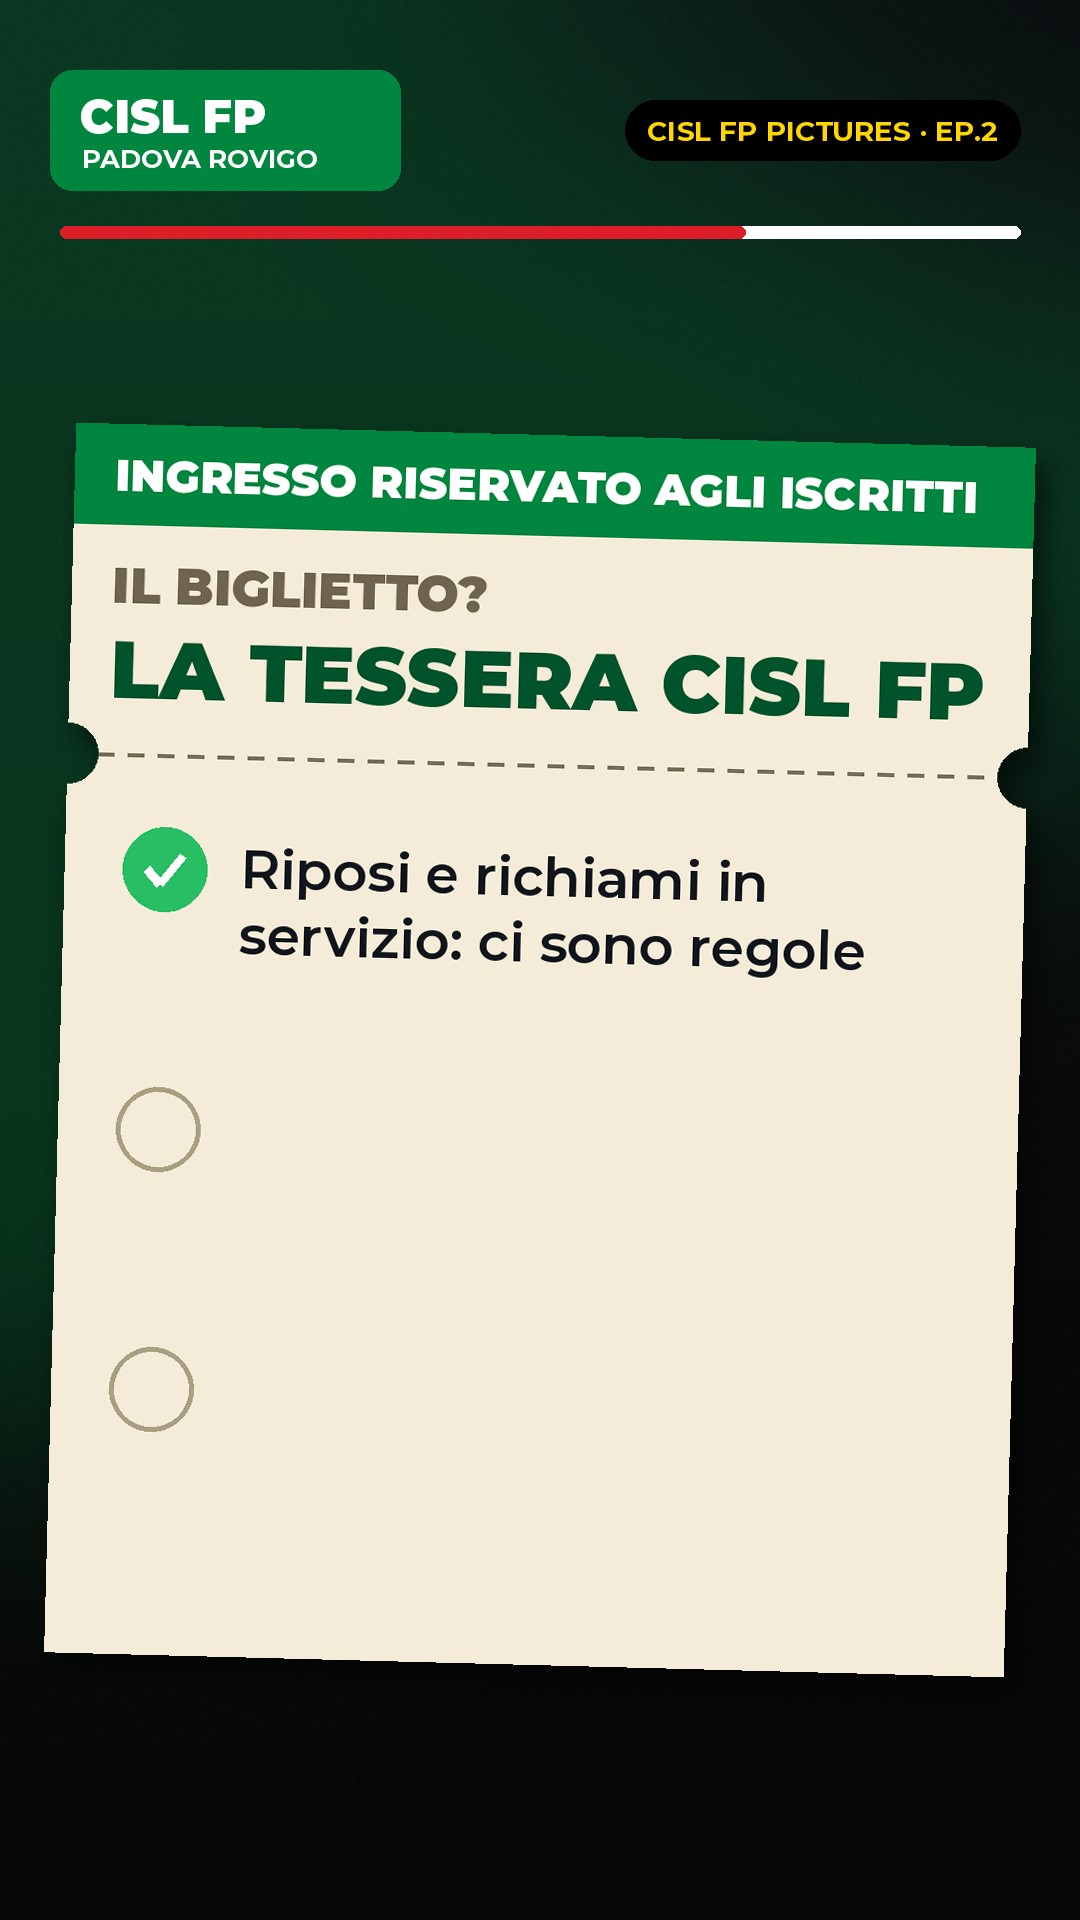 CISL FP
PADOVA ROVIGO
CISL FP PICTURES · EP.2
INGRESSO RISERVATO AGLI ISCRITTI
IL BIGLIETTO?
LA TESSERA CISL FP
Riposi e richiami in
servizio: ci sono regole